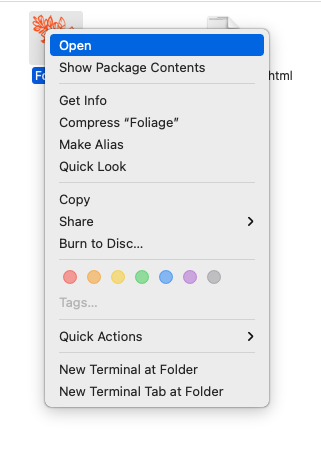 Open
html
Show Package Contents
Get Info
Compress “Foliage”
Make Alias
Quick Look
Copy
Share
Burn to Disc...
Tags...
Quick Actions
New Terminal at Folder
New Terminal Tab at Folder